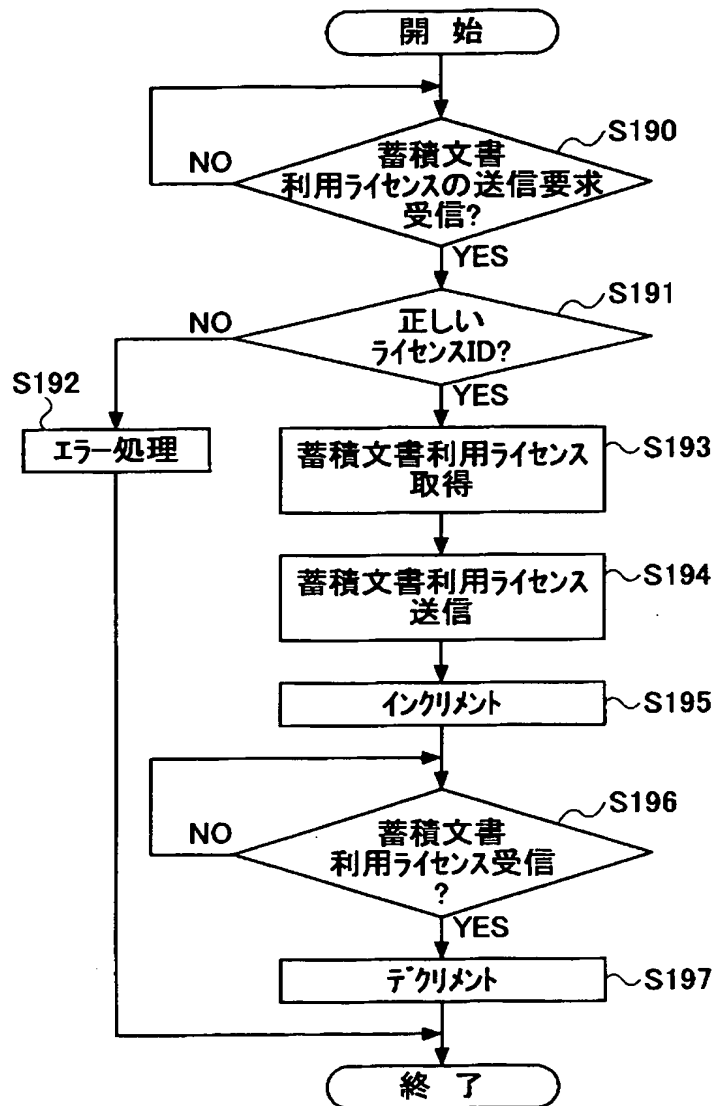 開 始
S190
蓄積文書
利用ライセンスの送信要求
受信?
NO
YES
S191
正しい
ライセンスID?
NO
YES
S192
エラー処理
S193
蓄積文書利用ライセンス
取得
S194
蓄積文書利用ライセンス
送信
インクリメント
S195
S196
蓄積文書
利用ライセンス受信
?
NO
YES
デクリメント
S197
終 了